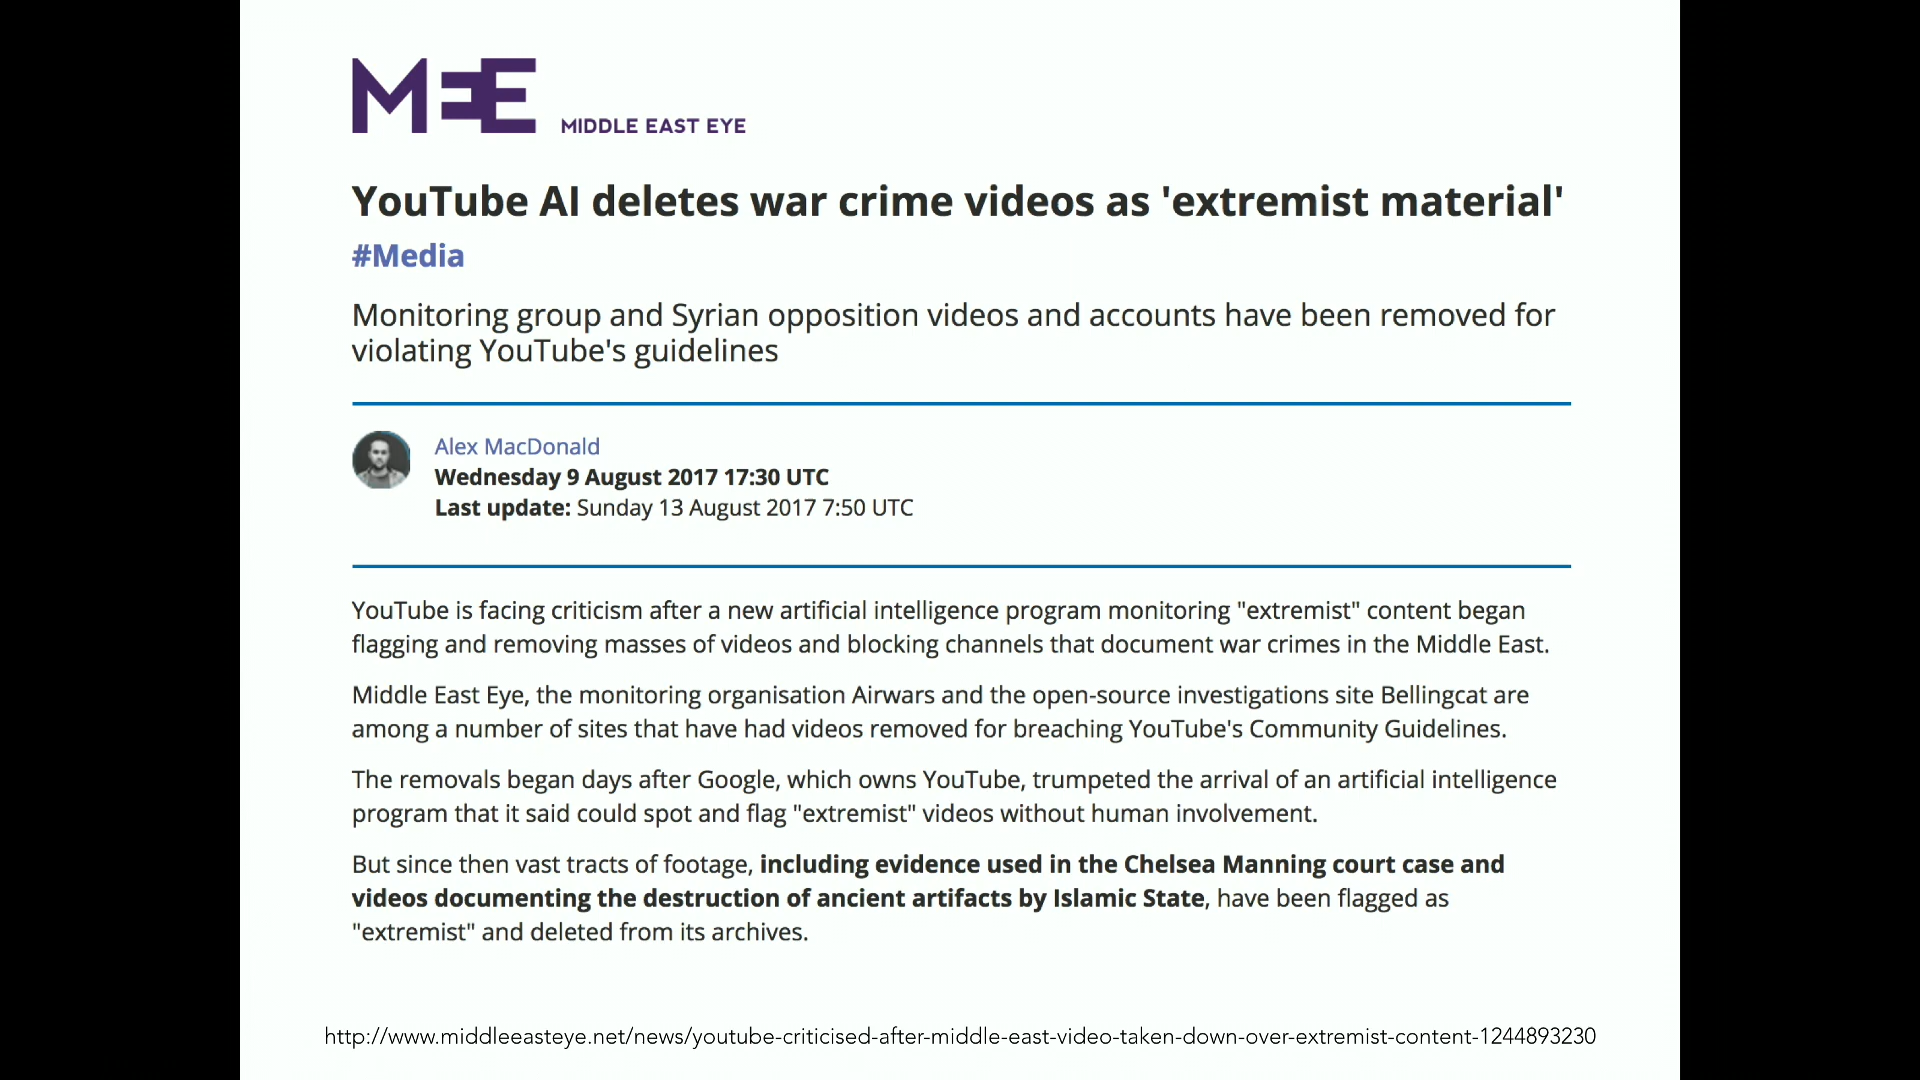 MEE MIDDLE EAST EYE
YouTube AI deletes war crime videos as 'extremist material'
#Media
Monitoring group and Syrian opposition videos and accounts have been removed for
violating YouTube's guidelines
Alex MacDonald
Wednesday 9 August 2017 17:30 UTC
Last update: Sunday 13 August 2017 7:50 UTC
YouTube is facing criticism after a new artificial intelligence program monitoring "extremist" content began
flagging and removing masses of videos and blocking channels that document war crimes in the Middle East.
Middle East Eye, the monitoring organisation Airwars and the open-source investigations site Bellingcat are
among a number of sites that have had videos removed for breaching YouTube's Community Guidelines.
The removals began days after Google, which owns YouTube, trumpeted the arrival of an artificial intelligence
program that it said could spot and flag "extremist" videos without human involvement.
But since then vast tracts of footage, including evidence used in the Chelsea Manning court case and
videos documenting the destruction of ancient artifacts by Islamic State, have been flagged as
"extremist" and deleted from its archives.
http://www.middleeasteye.net/news/youtube-criticised-after-middle-east-video-taken-down-over-extremist-content-1244893230